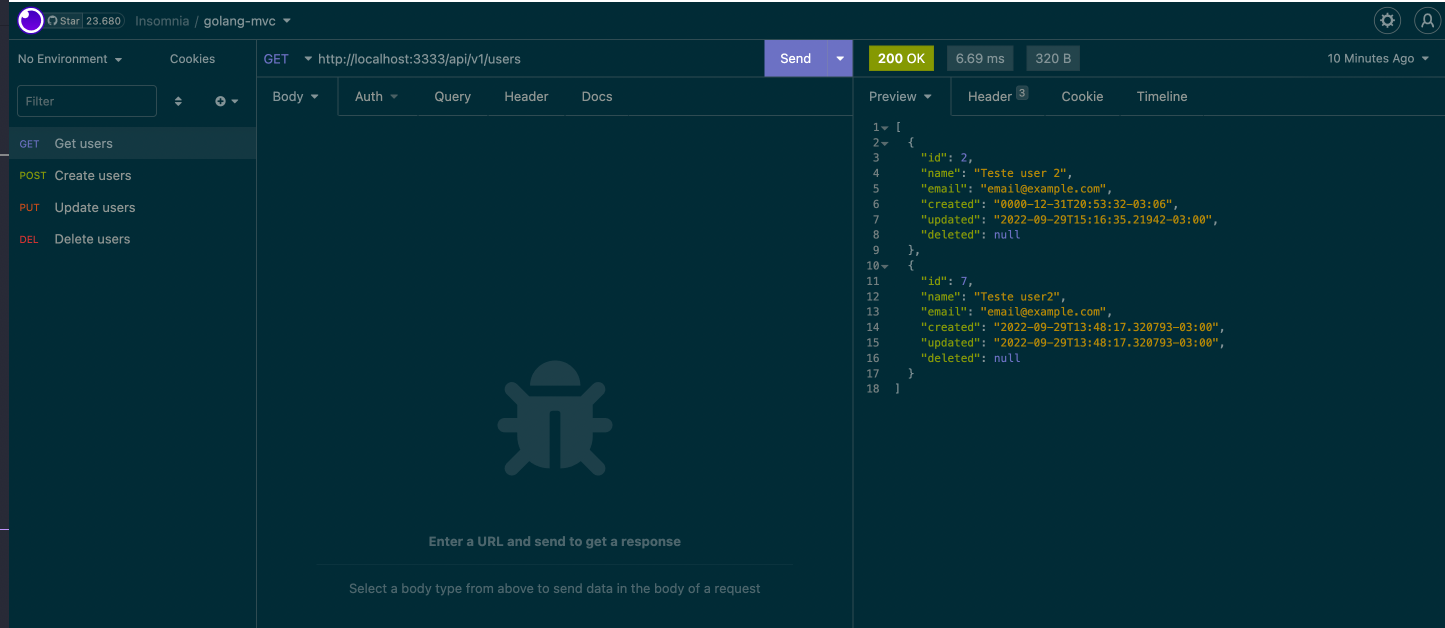 Star 23.680 Insomnia / golang-mvc
No Environment Cookies
GET http://localhost:3333/api/v1/users Send
200 OK 6.69 ms 320 B 10 Minutes Ago
Filter
Body Auth Query Header Docs
Preview Header 3 Cookie Timeline
GET Get users
POST Create users
PUT Update users
DEL Delete users
Enter a URL and send to get a response
Select a body type from above to send data in the body of a request
1 [
2 {
3 "id": 2,
4 "name": "Teste user 2",
5 "email": "email@example.com",
6 "created": "0000-12-31T20:53:32-03:06",
7 "updated": "2022-09-29T15:16:35.21942-03:00",
8 "deleted": null
9 },
10 {
11 "id": 7,
12 "name": "Teste user2",
13 "email": "email@example.com",
14 "created": "2022-09-29T13:48:17.320793-03:00",
15 "updated": "2022-09-29T13:48:17.320793-03:00",
16 "deleted": null
17 }
18 ]